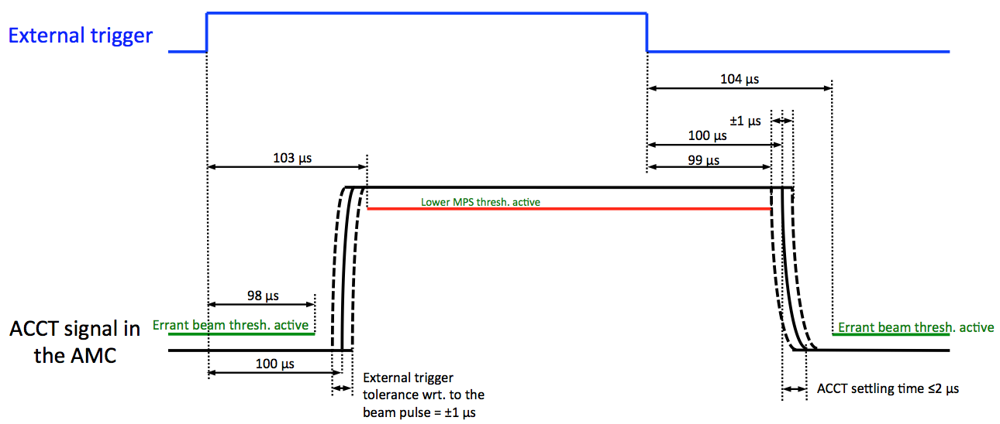 External trigger
104 µs
±1 µs
100 µs
103 µs
99 µs
Lower MPS thresh. active
98 µs
ACCT signal in
the AMC
Errant beam thresh. active
Errant beam thresh. active
100 µs
External trigger
tolerance wrt. to the
beam pulse = ±1 µs
ACCT settling time ≤2 µs